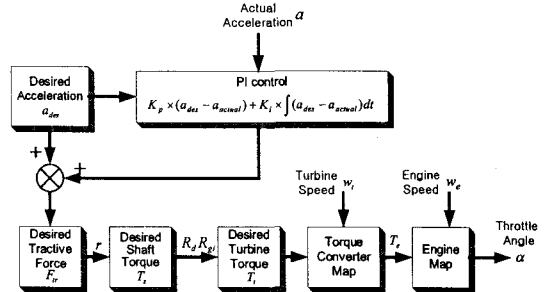 Actual
Acceleration a
Desired
Acceleration
a_des
PI control
K_p × (a_des − a_actual) + K_i × ∫(a_des − a_actual)dt
+
+
Turbine
Speed w_t
Engine
Speed w_e
Desired
Tractive
Force
F_tr
r
Desired
Shaft
Torque
T_s
R_d R_gi
Desired
Turbine
Torque
T_t
Torque
Converter
Map
T_e
Engine
Map
Throttle
Angle
α